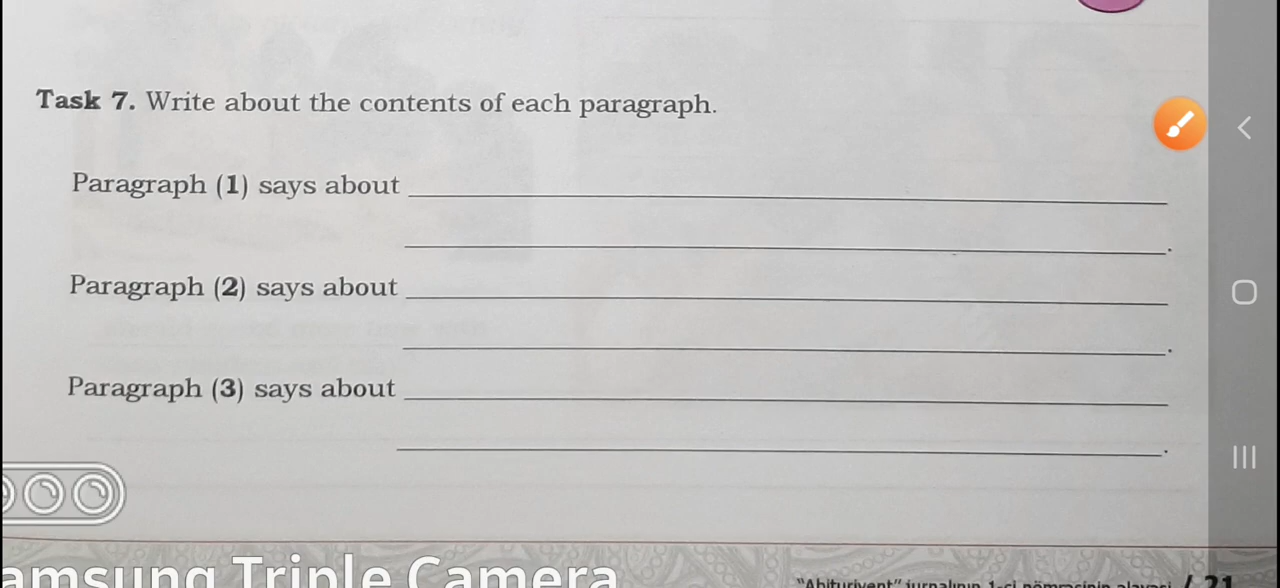 Task 7. Write about the contents of each paragraph.
Paragraph (1) says about
.
Paragraph (2) says about
.
Paragraph (3) says about
.
amsung Triple Camera
"Abituriyent" jurnalının 1-ci nömrəsinin əlavəsi / 21